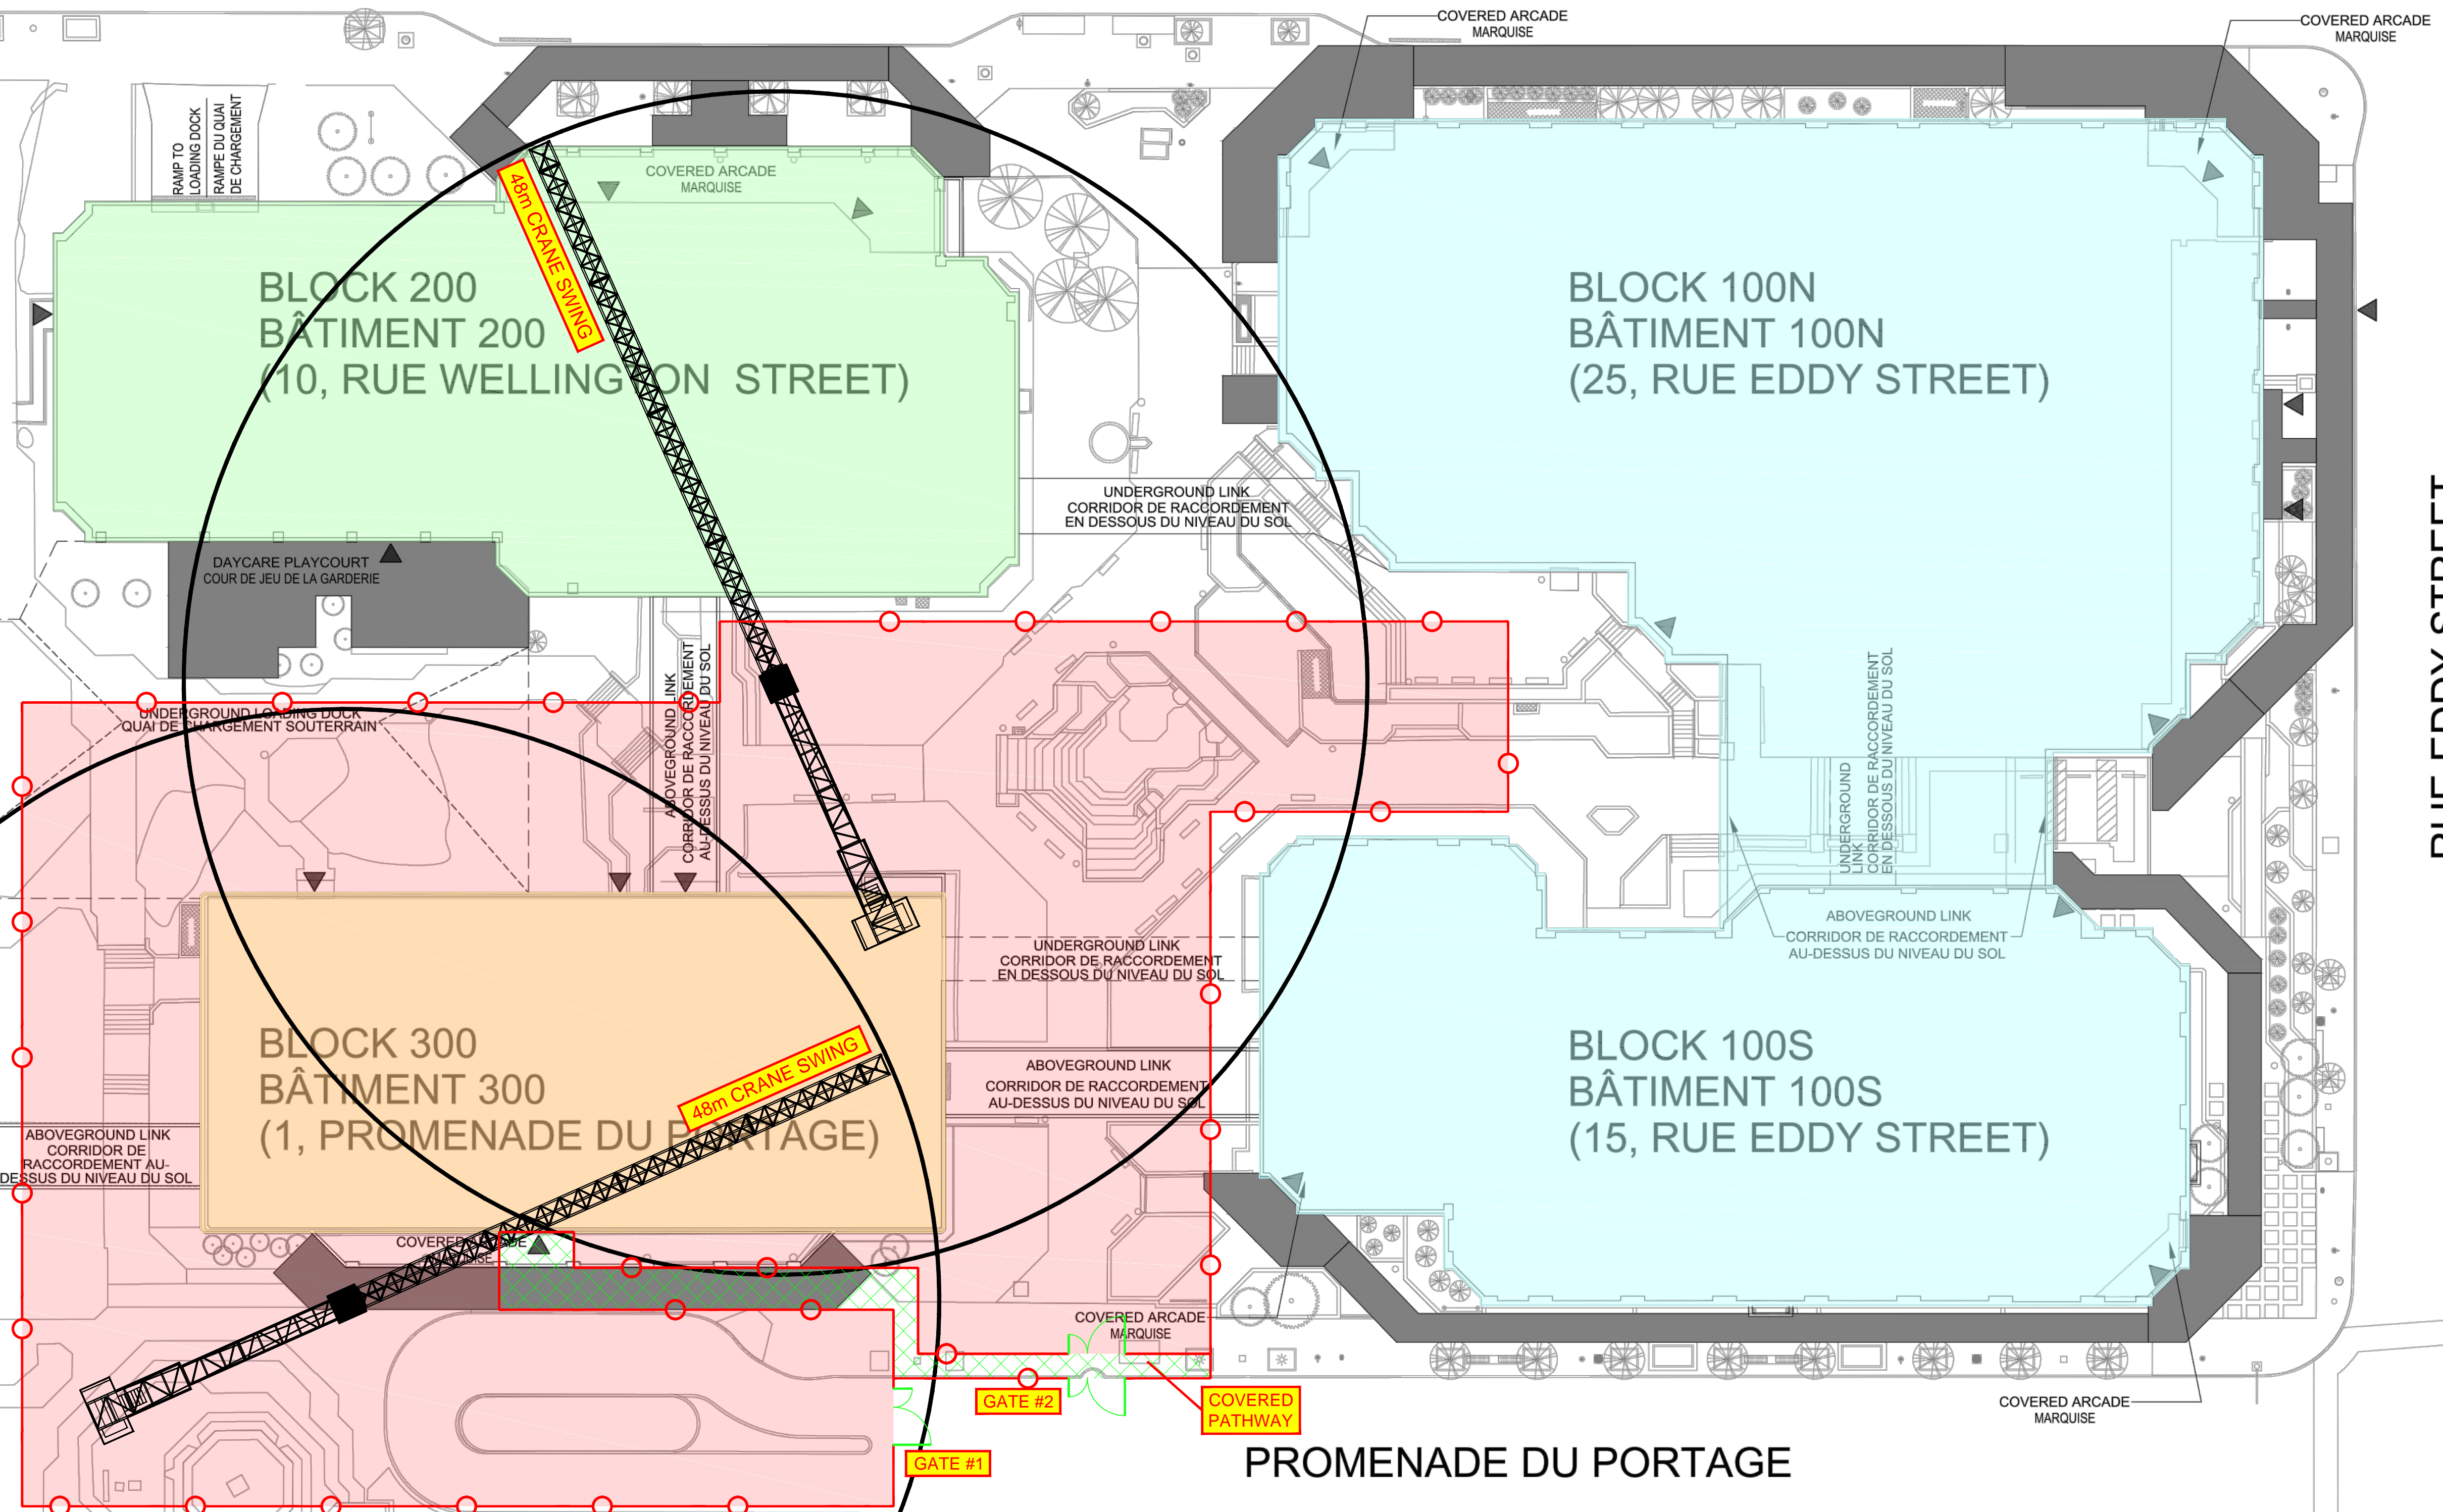 COVERED ARCADE
MARQUISE
COVERED ARCADE
MARQUISE
RAMP TO
LOADING DOCK
RAMPE DU QUAI
DE CHARGEMENT
COVERED ARCADE
MARQUISE
48m CRANE SWING
BLOCK 200
BÂTIMENT 200
(10, RUE WELLINGTON STREET)
BLOCK 100N
BÂTIMENT 100N
(25, RUE EDDY STREET)
UNDERGROUND LINK
CORRIDOR DE RACCORDEMENT
EN DESSOUS DU NIVEAU DU SOL
RUE EDDY STREET
DAYCARE PLAYCOURT
COUR DE JEU DE LA GARDERIE
UNDERGROUND LOADING DOCK
QUAI DE CHARGEMENT SOUTERRAIN
ABOVEGROUND LINK
CORRIDOR DE RACCORDEMENT
AU-DESSUS DU NIVEAU DU SOL
UNDERGROUND
LINK
CORRIDOR DE RACCORDEMENT
EN DESSOUS DU NIVEAU DU SOL
ABOVEGROUND LINK
CORRIDOR DE RACCORDEMENT
AU-DESSUS DU NIVEAU DU SOL
UNDERGROUND LINK
CORRIDOR DE RACCORDEMENT
EN DESSOUS DU NIVEAU DU SOL
BLOCK 300
BÂTIMENT 300
(1, PROMENADE DU PORTAGE)
48m CRANE SWING
ABOVEGROUND LINK
CORRIDOR DE RACCORDEMENT
AU-DESSUS DU NIVEAU DU SOL
BLOCK 100S
BÂTIMENT 100S
(15, RUE EDDY STREET)
ABOVEGROUND LINK
CORRIDOR DE
RACCORDEMENT AU-
DESSUS DU NIVEAU DU SOL
COVERED ARCADE
MARQUISE
COVERED ARCADE
MARQUISE
GATE #2
COVERED
PATHWAY
COVERED ARCADE
MARQUISE
GATE #1
PROMENADE DU PORTAGE